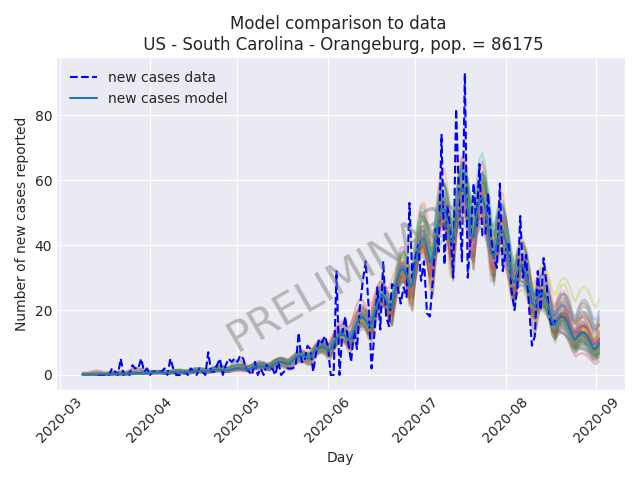 Model comparison to data
US - South Carolina - Orangeburg, pop. = 86175
new cases data
new cases model
PRELIMINARY
Number of new cases reported
80
60
40
20
0
2020-03
2020-04
2020-05
2020-06
2020-07
2020-08
2020-09
Day